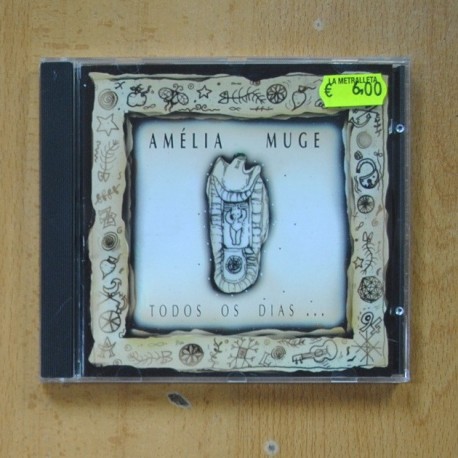 LA METRALLETA
€ 6.00
AMÉLIA MUGE
TODOS OS DIAS...